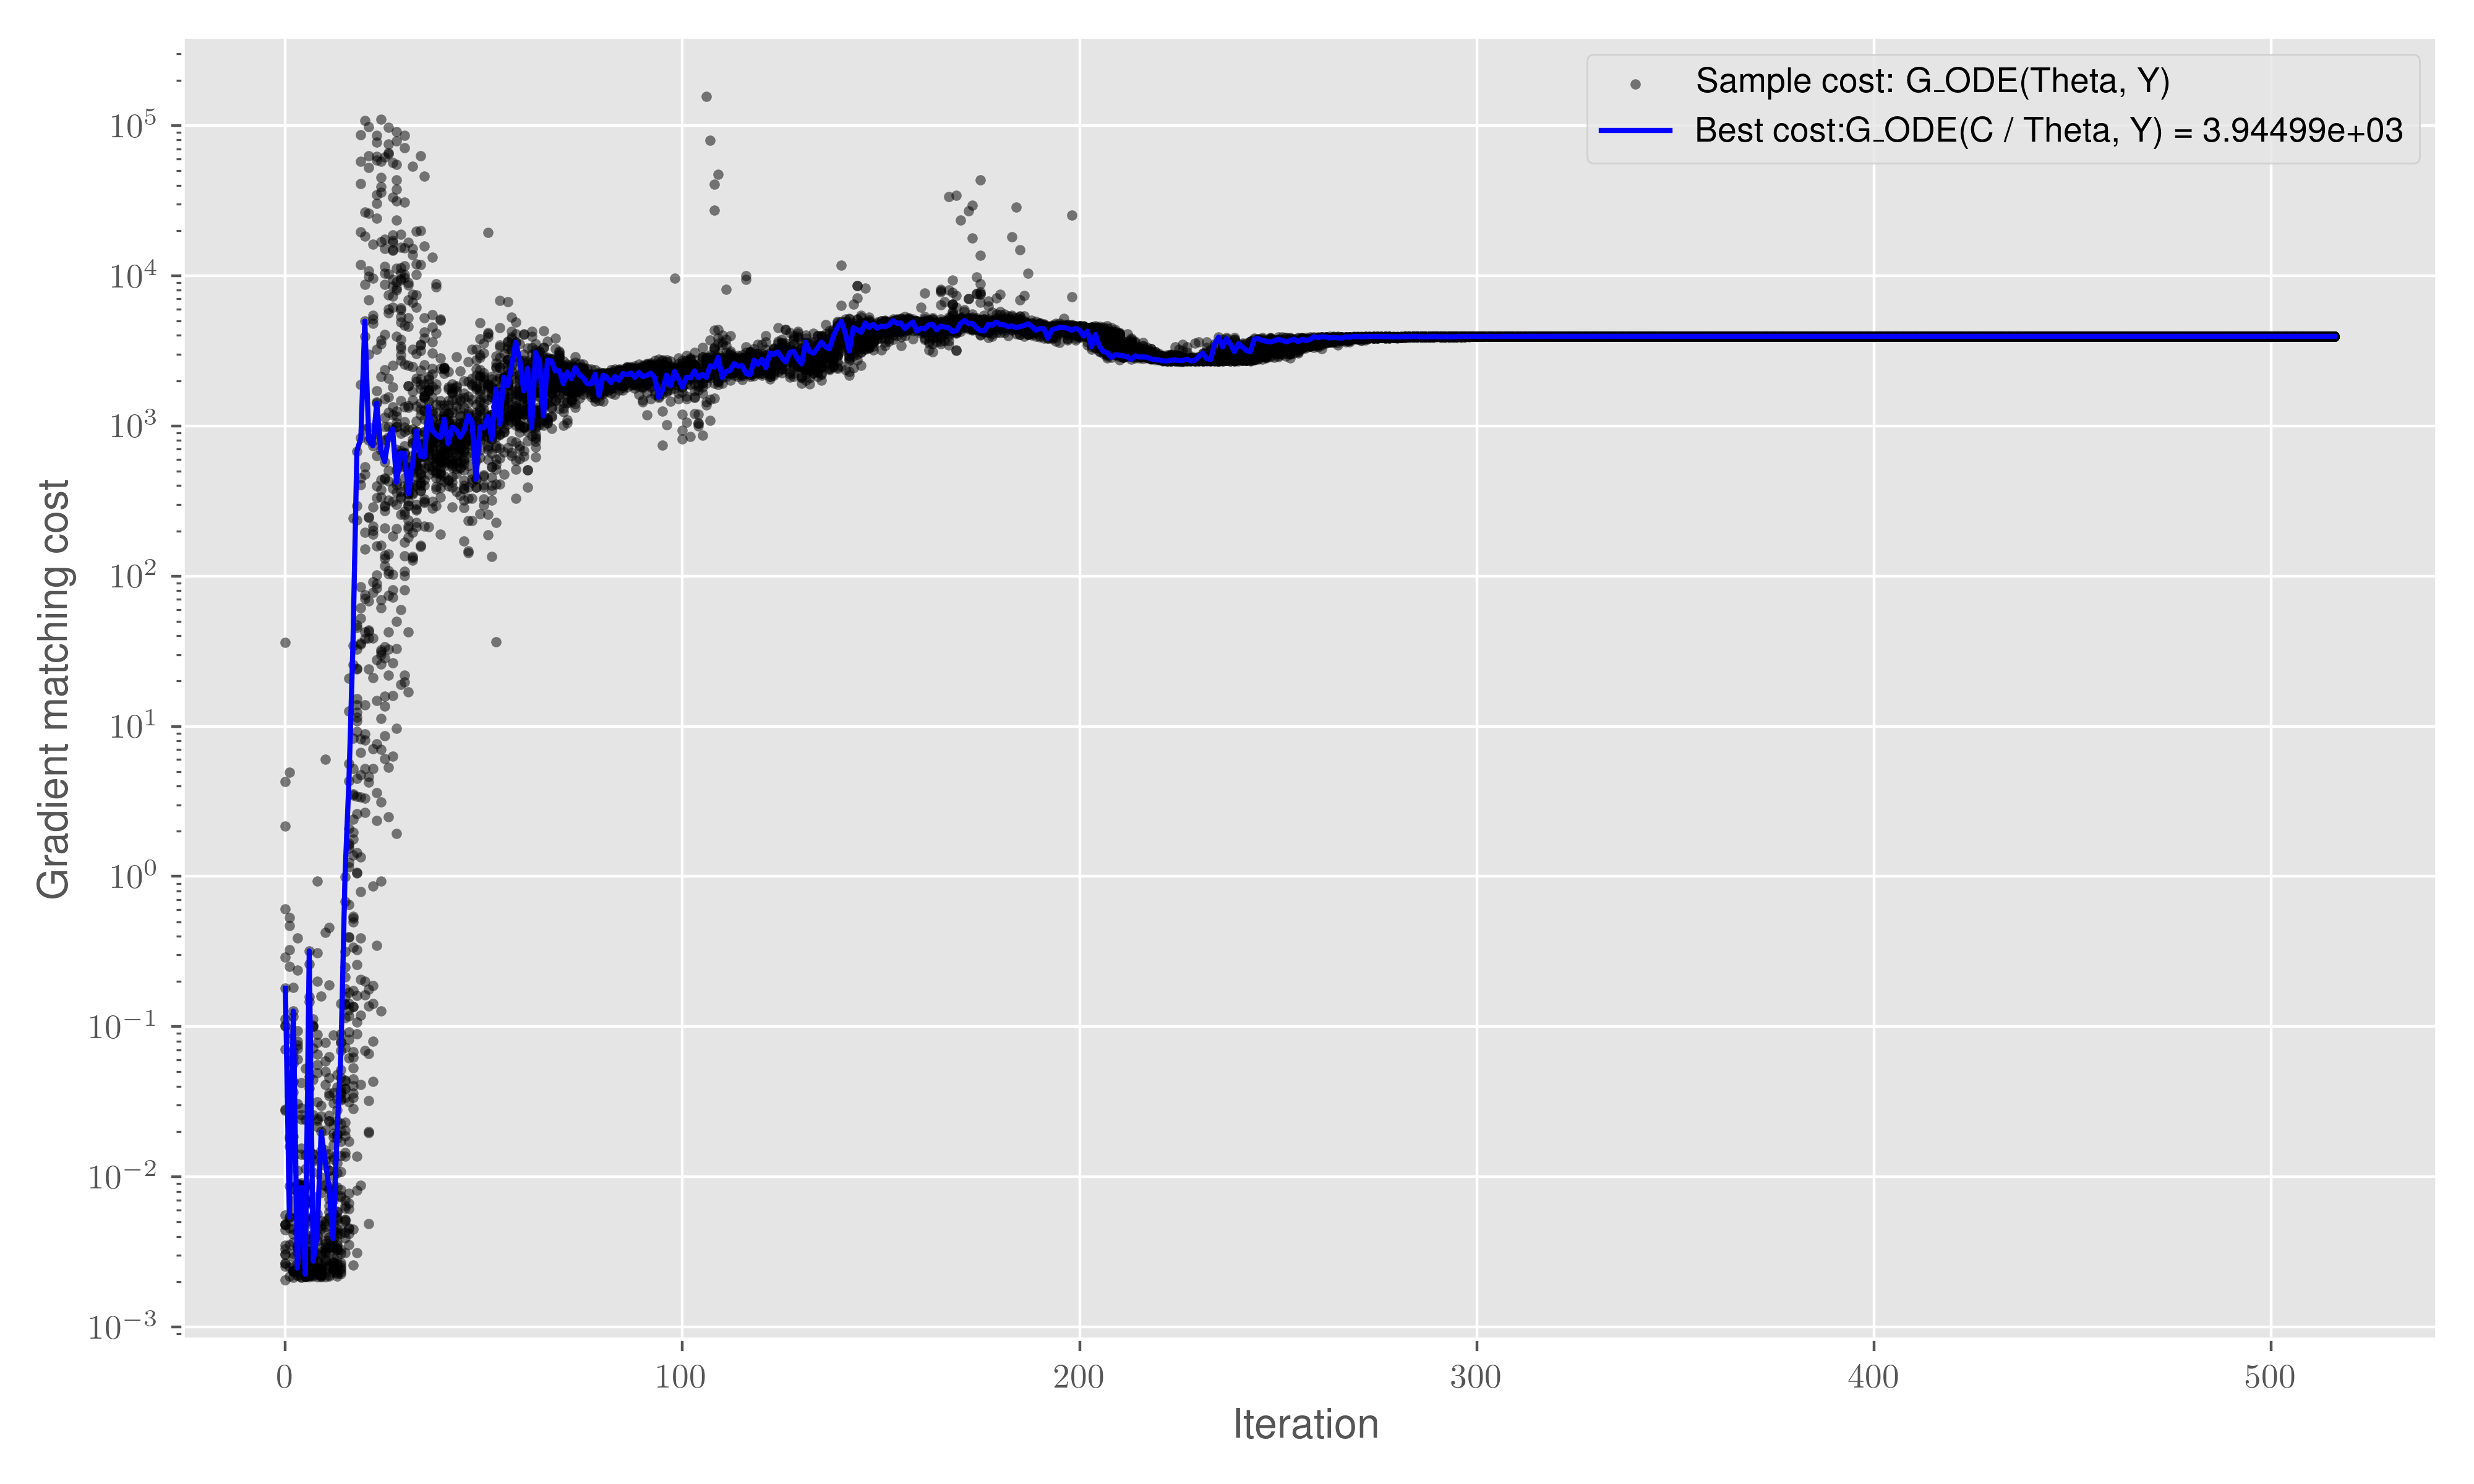 Sample cost: G_ODE(Theta, Y)
Best cost:G_ODE(C / Theta, Y) = 3.94499e+03
Gradient matching cost
10^5
10^4
10^3
10^2
10^1
10^0
10^−1
10^−2
10^−3
0 100 200 300 400 500
Iteration